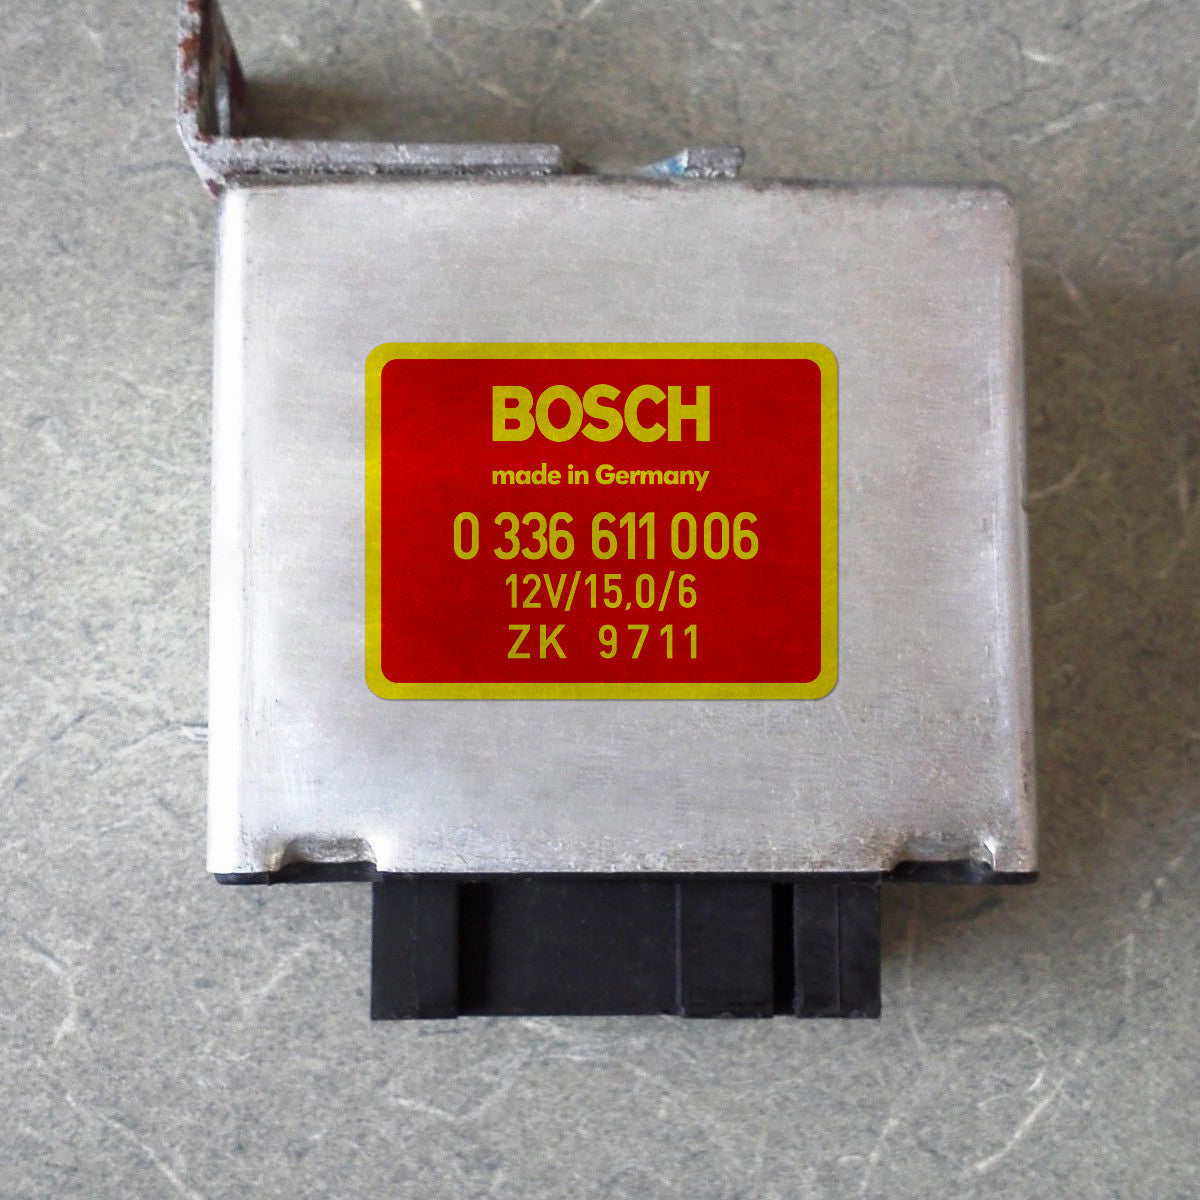 BOSCH
made in Germany
0 336 611 006
12V/15,0/6
ZK 9711